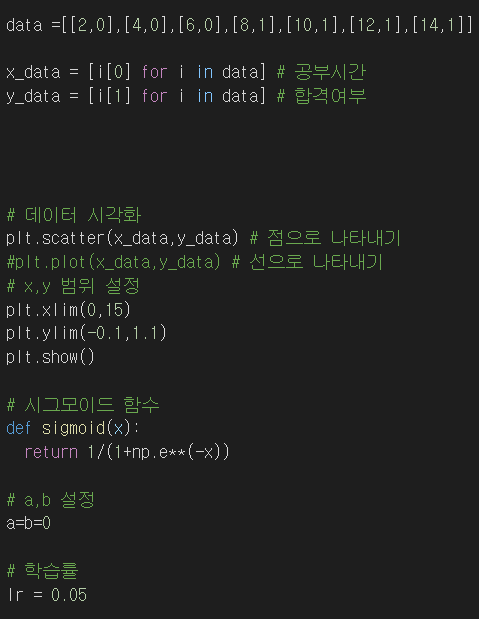 data =[[2,0],[4,0],[6,0],[8,1],[10,1],[12,1],[14,1]]
x_data = [i[0] for i in data] # 공부시간
y_data = [i[1] for i in data] # 합격여부
# 데이터 시각화
plt.scatter(x_data,y_data) # 점으로 나타내기
#plt.plot(x_data,y_data) # 선으로 나타내기
# x,y 범위 설정
plt.xlim(0,15)
plt.ylim(-0.1,1.1)
plt.show()
# 시그모이드 함수
def sigmoid(x):
  return 1/(1+np.e**(-x))
# a,b 설정
a=b=0
# 학습률
lr = 0.05